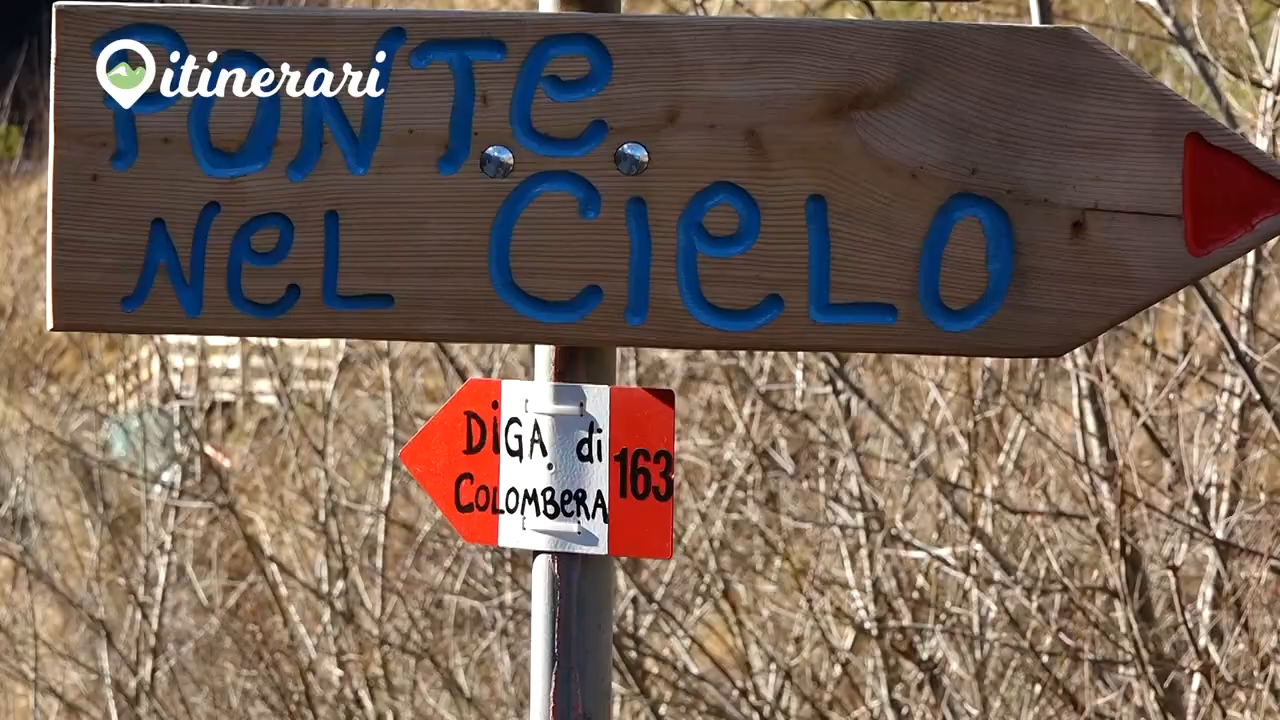 itinerari
PONTE
NEL CIELO
DiGA di
COLOMBERA
163